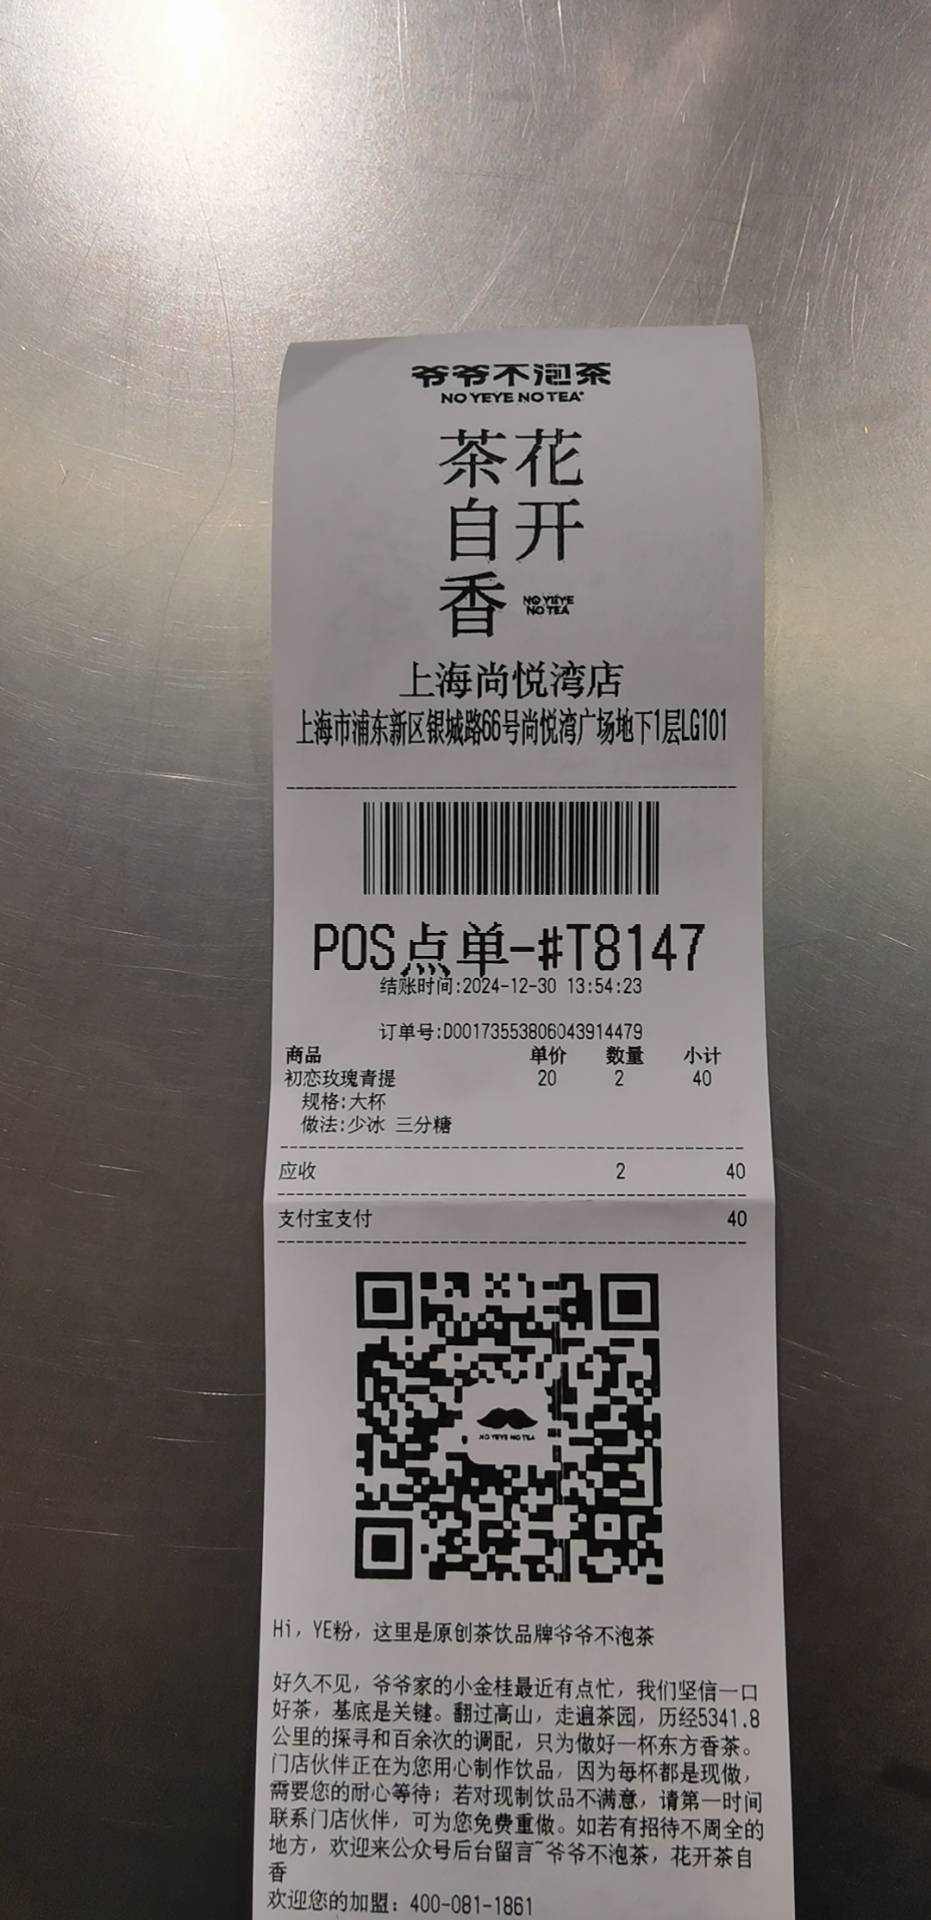 爷爷不泡茶
NO YEYE NO TEA
花开
茶自香
NO YEYE
NO TEA
上海尚悦湾店
上海市浦东新区银城路66号尚悦湾广场地下1层LG101
POS点单-#T8147
结账时间:2024-12-30 13:54:23
订单号:D00173553806043914479
商品 单价 数量 小计
初恋玫瑰青提 20 2 40
规格:大杯
做法:少冰 三分糖
应收 2 40
支付宝支付 40
NO YEYE NO TEA
Hi，YE粉，这里是原创茶饮品牌爷爷不泡茶
好久不见，爷爷家的小金桂最近有点忙，我们坚信一口
好茶，基底是关键。翻过高山，走遍茶园，历经5341.8
公里的探寻和百余次的调配，只为做好一杯东方香茶。
门店伙伴正在为您用心制作饮品，因为每杯都是现做，
需要您的耐心等待；若对现制饮品不满意，请第一时间
联系门店伙伴，可为您免费重做。如若有招待不周全的
地方，欢迎来公众号后台留言~爷爷不泡茶，花开茶自
香
欢迎您的加盟：400-081-1861